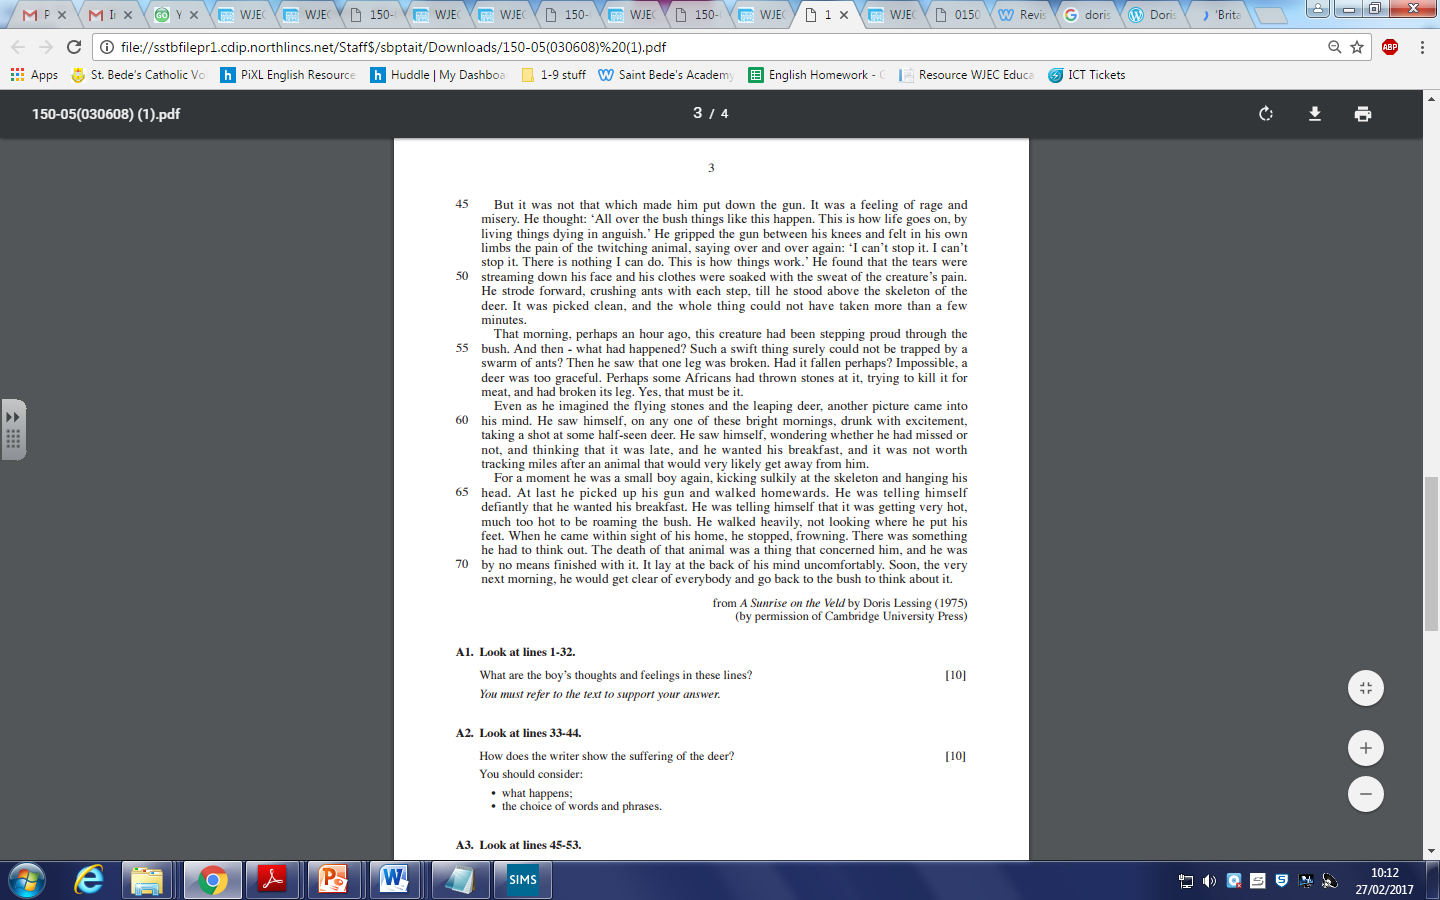 P
I
Y
WJEC
150-
WJEC
WJEC
150-
WJEC
150-
WJEC
1
WJEC
0150
Revis
doris
Doris
'Brita
file://sstbfilepr1.cdip.northlincs.net/Staff$/sbptait/Downloads/150-05(030608)%20(1).pdf
ABP
Apps
St. Bede's Catholic Vo
PiXL English Resource
Huddle | My Dashboa
1-9 stuff
Saint Bede's Academy
English Homework - G
Resource WJEC Educa
ICT Tickets
150-05(030608) (1).pdf
3 / 4
3
45 But it was not that which made him put down the gun. It was a feeling of rage and
misery. He thought: ‘All over the bush things like this happen. This is how life goes on, by
living things dying in anguish.’ He gripped the gun between his knees and felt in his own
limbs the pain of the twitching animal, saying over and over again: ‘I can’t stop it. I can’t
stop it. There is nothing I can do. This is how things work.’ He found that the tears were
50 streaming down his face and his clothes were soaked with the sweat of the creature’s pain.
He strode forward, crushing ants with each step, till he stood above the skeleton of the
deer. It was picked clean, and the whole thing could not have taken more than a few
minutes.
That morning, perhaps an hour ago, this creature had been stepping proud through the
55 bush. And then - what had happened? Such a swift thing surely could not be trapped by a
swarm of ants? Then he saw that one leg was broken. Had it fallen perhaps? Impossible, a
deer was too graceful. Perhaps some Africans had thrown stones at it, trying to kill it for
meat, and had broken its leg. Yes, that must be it.
Even as he imagined the flying stones and the leaping deer, another picture came into
60 his mind. He saw himself, on any one of these bright mornings, drunk with excitement,
taking a shot at some half-seen deer. He saw himself, wondering whether he had missed or
not, and thinking that it was late, and he wanted his breakfast, and it was not worth
tracking miles after an animal that would very likely get away from him.
For a moment he was a small boy again, kicking sulkily at the skeleton and hanging his
65 head. At last he picked up his gun and walked homewards. He was telling himself
defiantly that he wanted his breakfast. He was telling himself that it was getting very hot,
much too hot to be roaming the bush. He walked heavily, not looking where he put his
feet. When he came within sight of his home, he stopped, frowning. There was something
he had to think out. The death of that animal was a thing that concerned him, and he was
70 by no means finished with it. It lay at the back of his mind uncomfortably. Soon, the very
next morning, he would get clear of everybody and go back to the bush to think about it.
from A Sunrise on the Veld by Doris Lessing (1975)
(by permission of Cambridge University Press)
A1. Look at lines 1-32.
What are the boy’s thoughts and feelings in these lines? [10]
You must refer to the text to support your answer.
A2. Look at lines 33-44.
How does the writer show the suffering of the deer? [10]
You should consider:
• what happens;
• the choice of words and phrases.
A3. Look at lines 45-53.
SIMS
10:12
27/02/2017